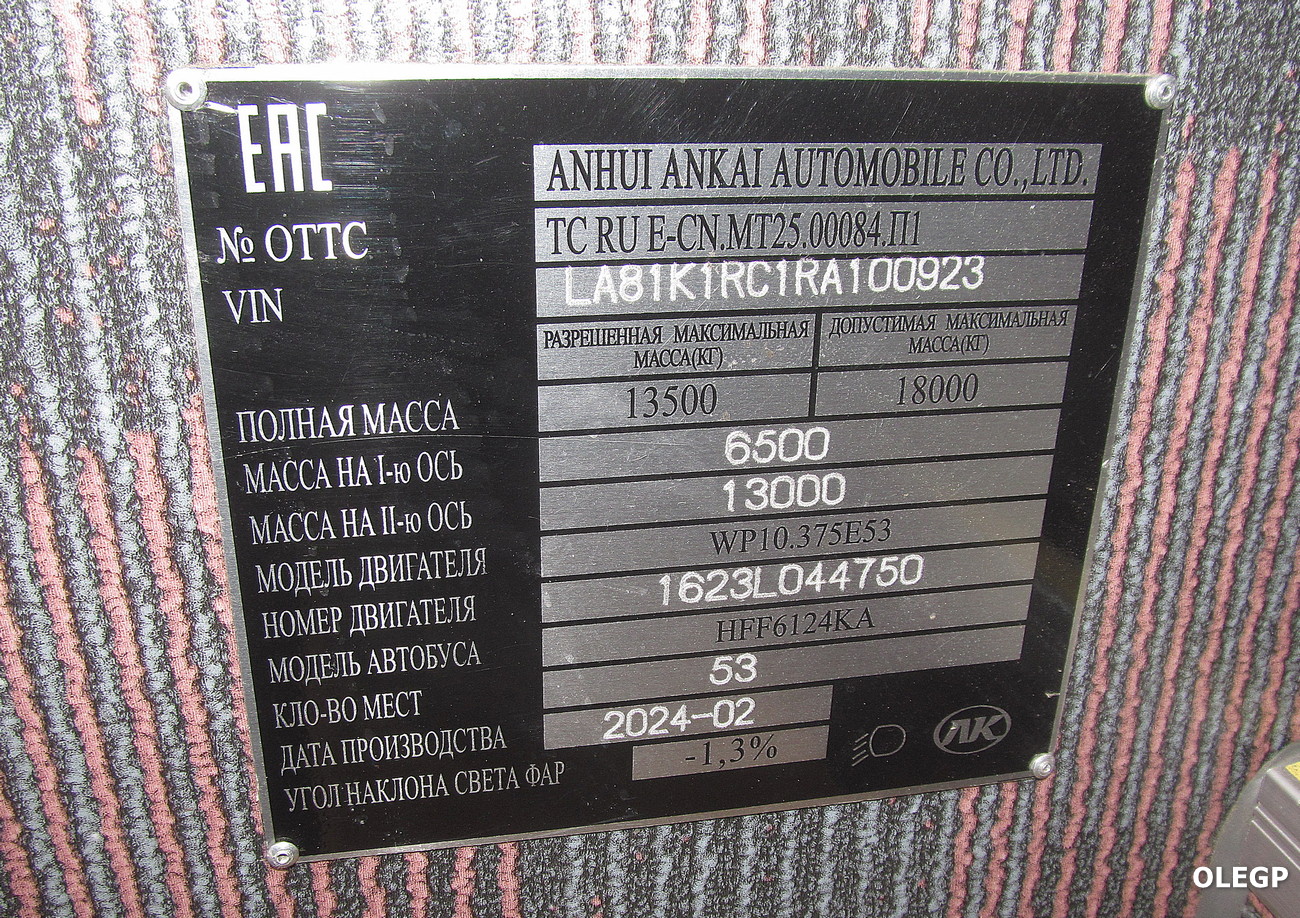 EAC
ANHUI ANKAI AUTOMOBILE CO.,LTD.
№ ОТТС TC RU E-CN.MT25.00084.П1
VIN LA81K1RC1RA100923
РАЗРЕШЕННАЯ МАКСИМАЛЬНАЯ МАССА(КГ)
ДОПУСТИМАЯ МАКСИМАЛЬНАЯ МАССА(КГ)
ПОЛНАЯ МАССА 13500 18000
МАССА НА I-ю ОСЬ 6500
МАССА НА II-ю ОСЬ 13000
МОДЕЛЬ ДВИГАТЕЛЯ WP10.375E53
НОМЕР ДВИГАТЕЛЯ 1623L044750
МОДЕЛЬ АВТОБУСА HFF6124KA
КЛО-ВО МЕСТ 53
ДАТА ПРОИЗВОДСТВА 2024-02
УГОЛ НАКЛОНА СВЕТА ФАР -1,3%
OLEGP